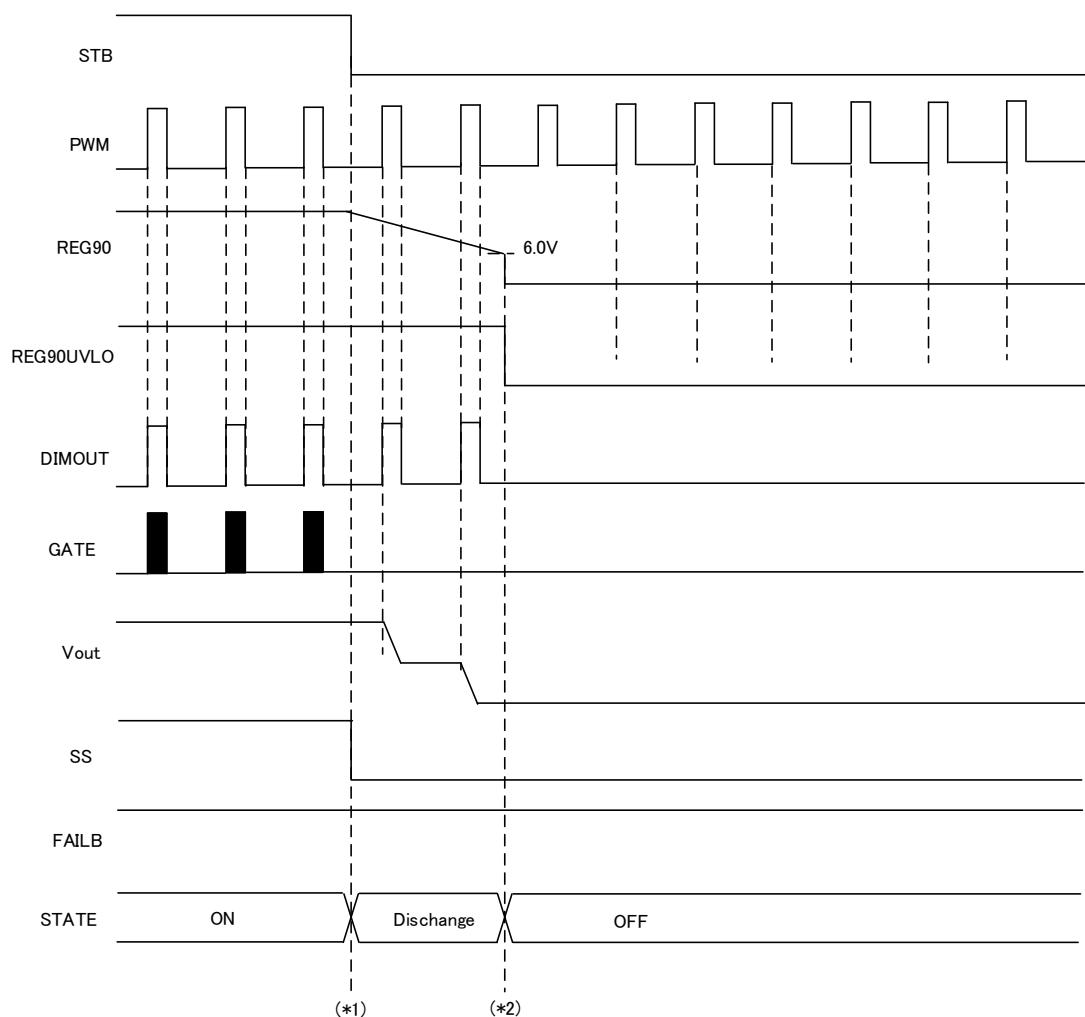 STB
PWM
REG90
6.0V
REG90UVLO
DIMOUT
GATE
Vout
SS
FAILB
STATE ON Dischange OFF
(*1) (*2)